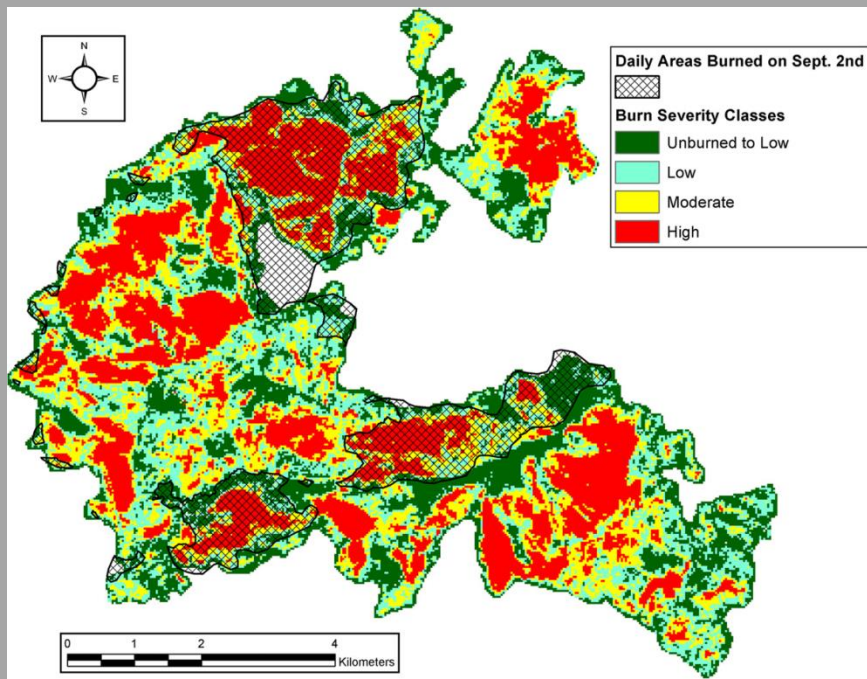 N
W E
S
Daily Areas Burned on Sept. 2nd
Burn Severity Classes
Unburned to Low
Low
Moderate
High
0 1 2 4
Kilometers